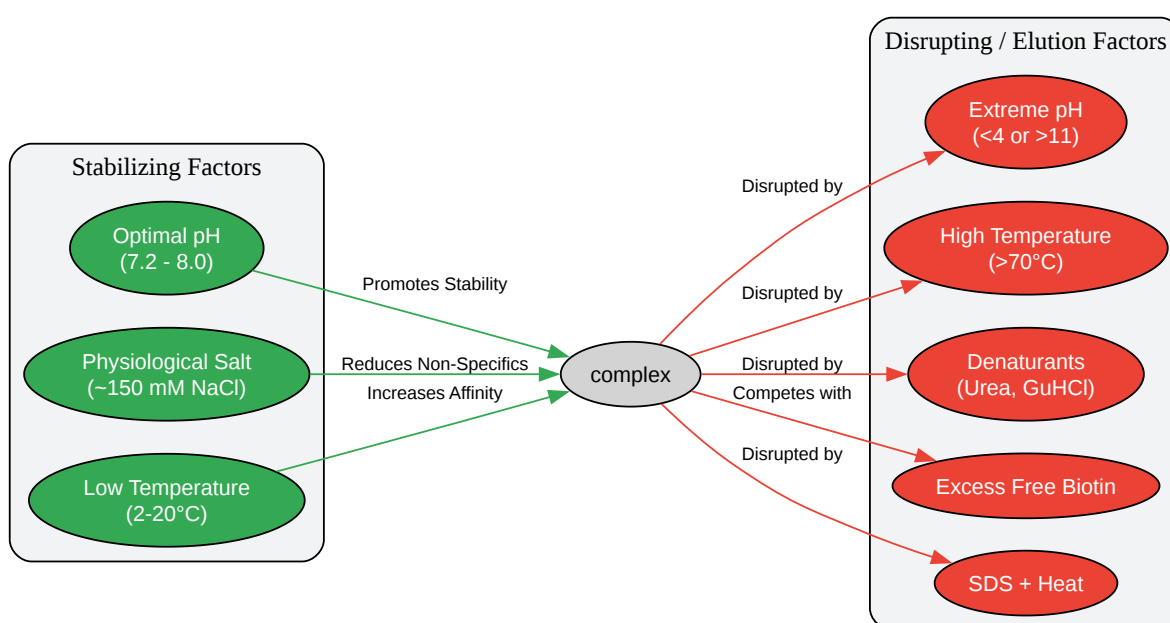 Stabilizing Factors
Optimal pH
(7.2 - 8.0)
Physiological Salt
(~150 mM NaCl)
Low Temperature
(2-20°C)
Promotes Stability
Reduces Non-Specifics
Increases Affinity
complex
Disrupted by
Disrupted by
Disrupted by
Competes with
Disrupted by
Disrupting / Elution Factors
Extreme pH
(<4 or >11)
High Temperature
(>70°C)
Denaturants
(Urea, GuHCl)
Excess Free Biotin
SDS + Heat